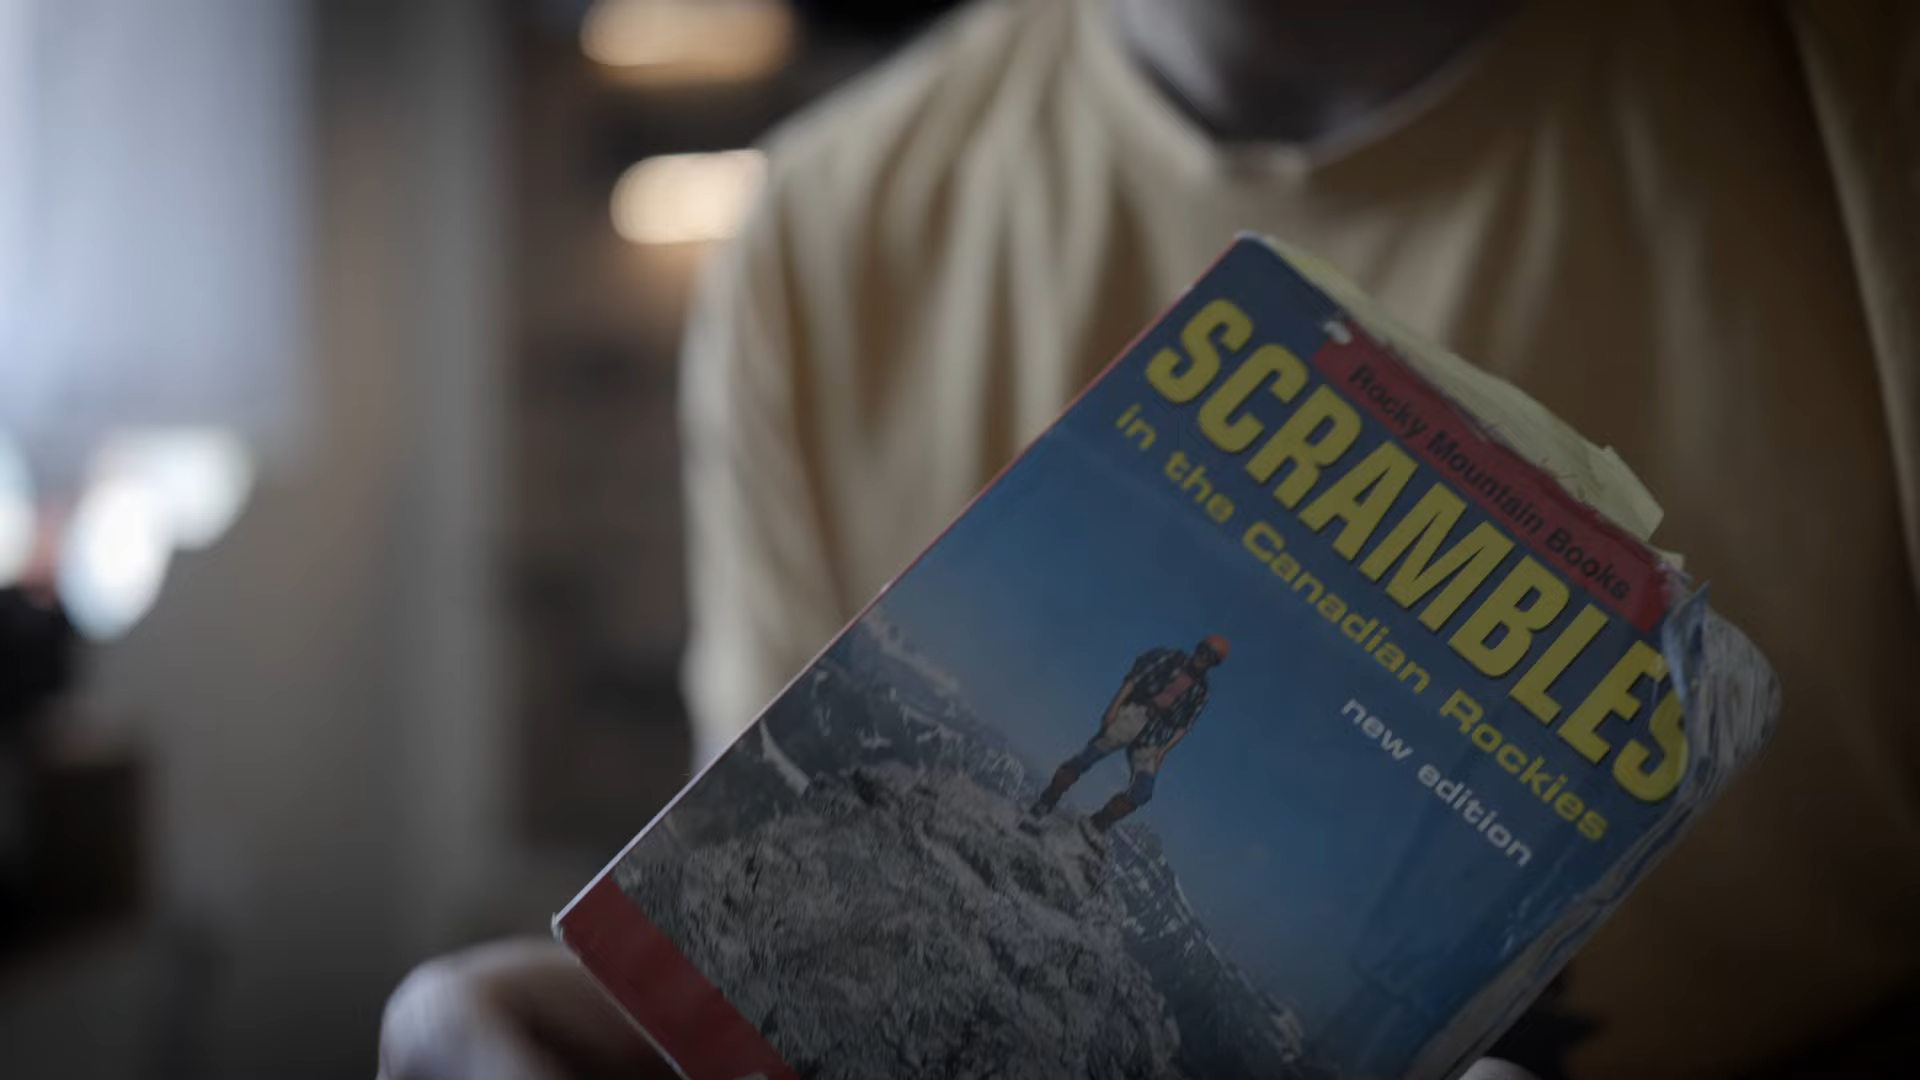 Rocky Mountain Books
SCRAMBLES
in the Canadian Rockies
new edition